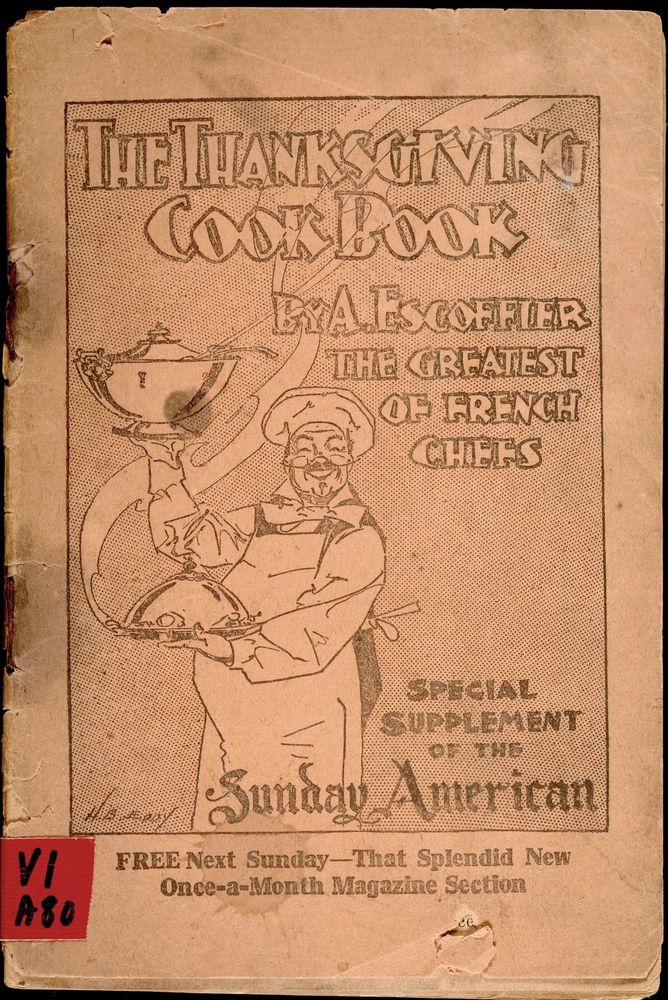 THE THANKSGIVING
COOK BOOK
BY A. ESCOFFIER
THE GREATEST
OF FRENCH
CHEFS
SPECIAL
SUPPLEMENT
OF THE
Sunday American
H.B. EDDY
FREE Next Sunday—That Splendid New
Once-a-Month Magazine Section
VI
A80